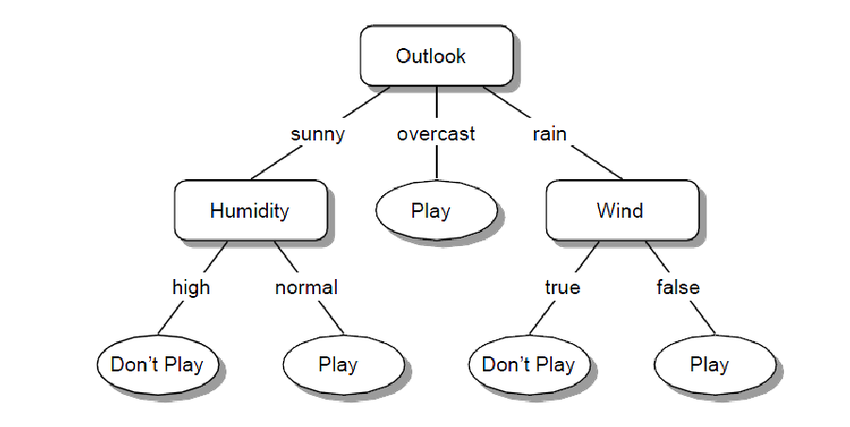 Outlook
sunny
overcast
rain
Humidity
Play
Wind
high
normal
true
false
Don't Play
Play
Don't Play
Play